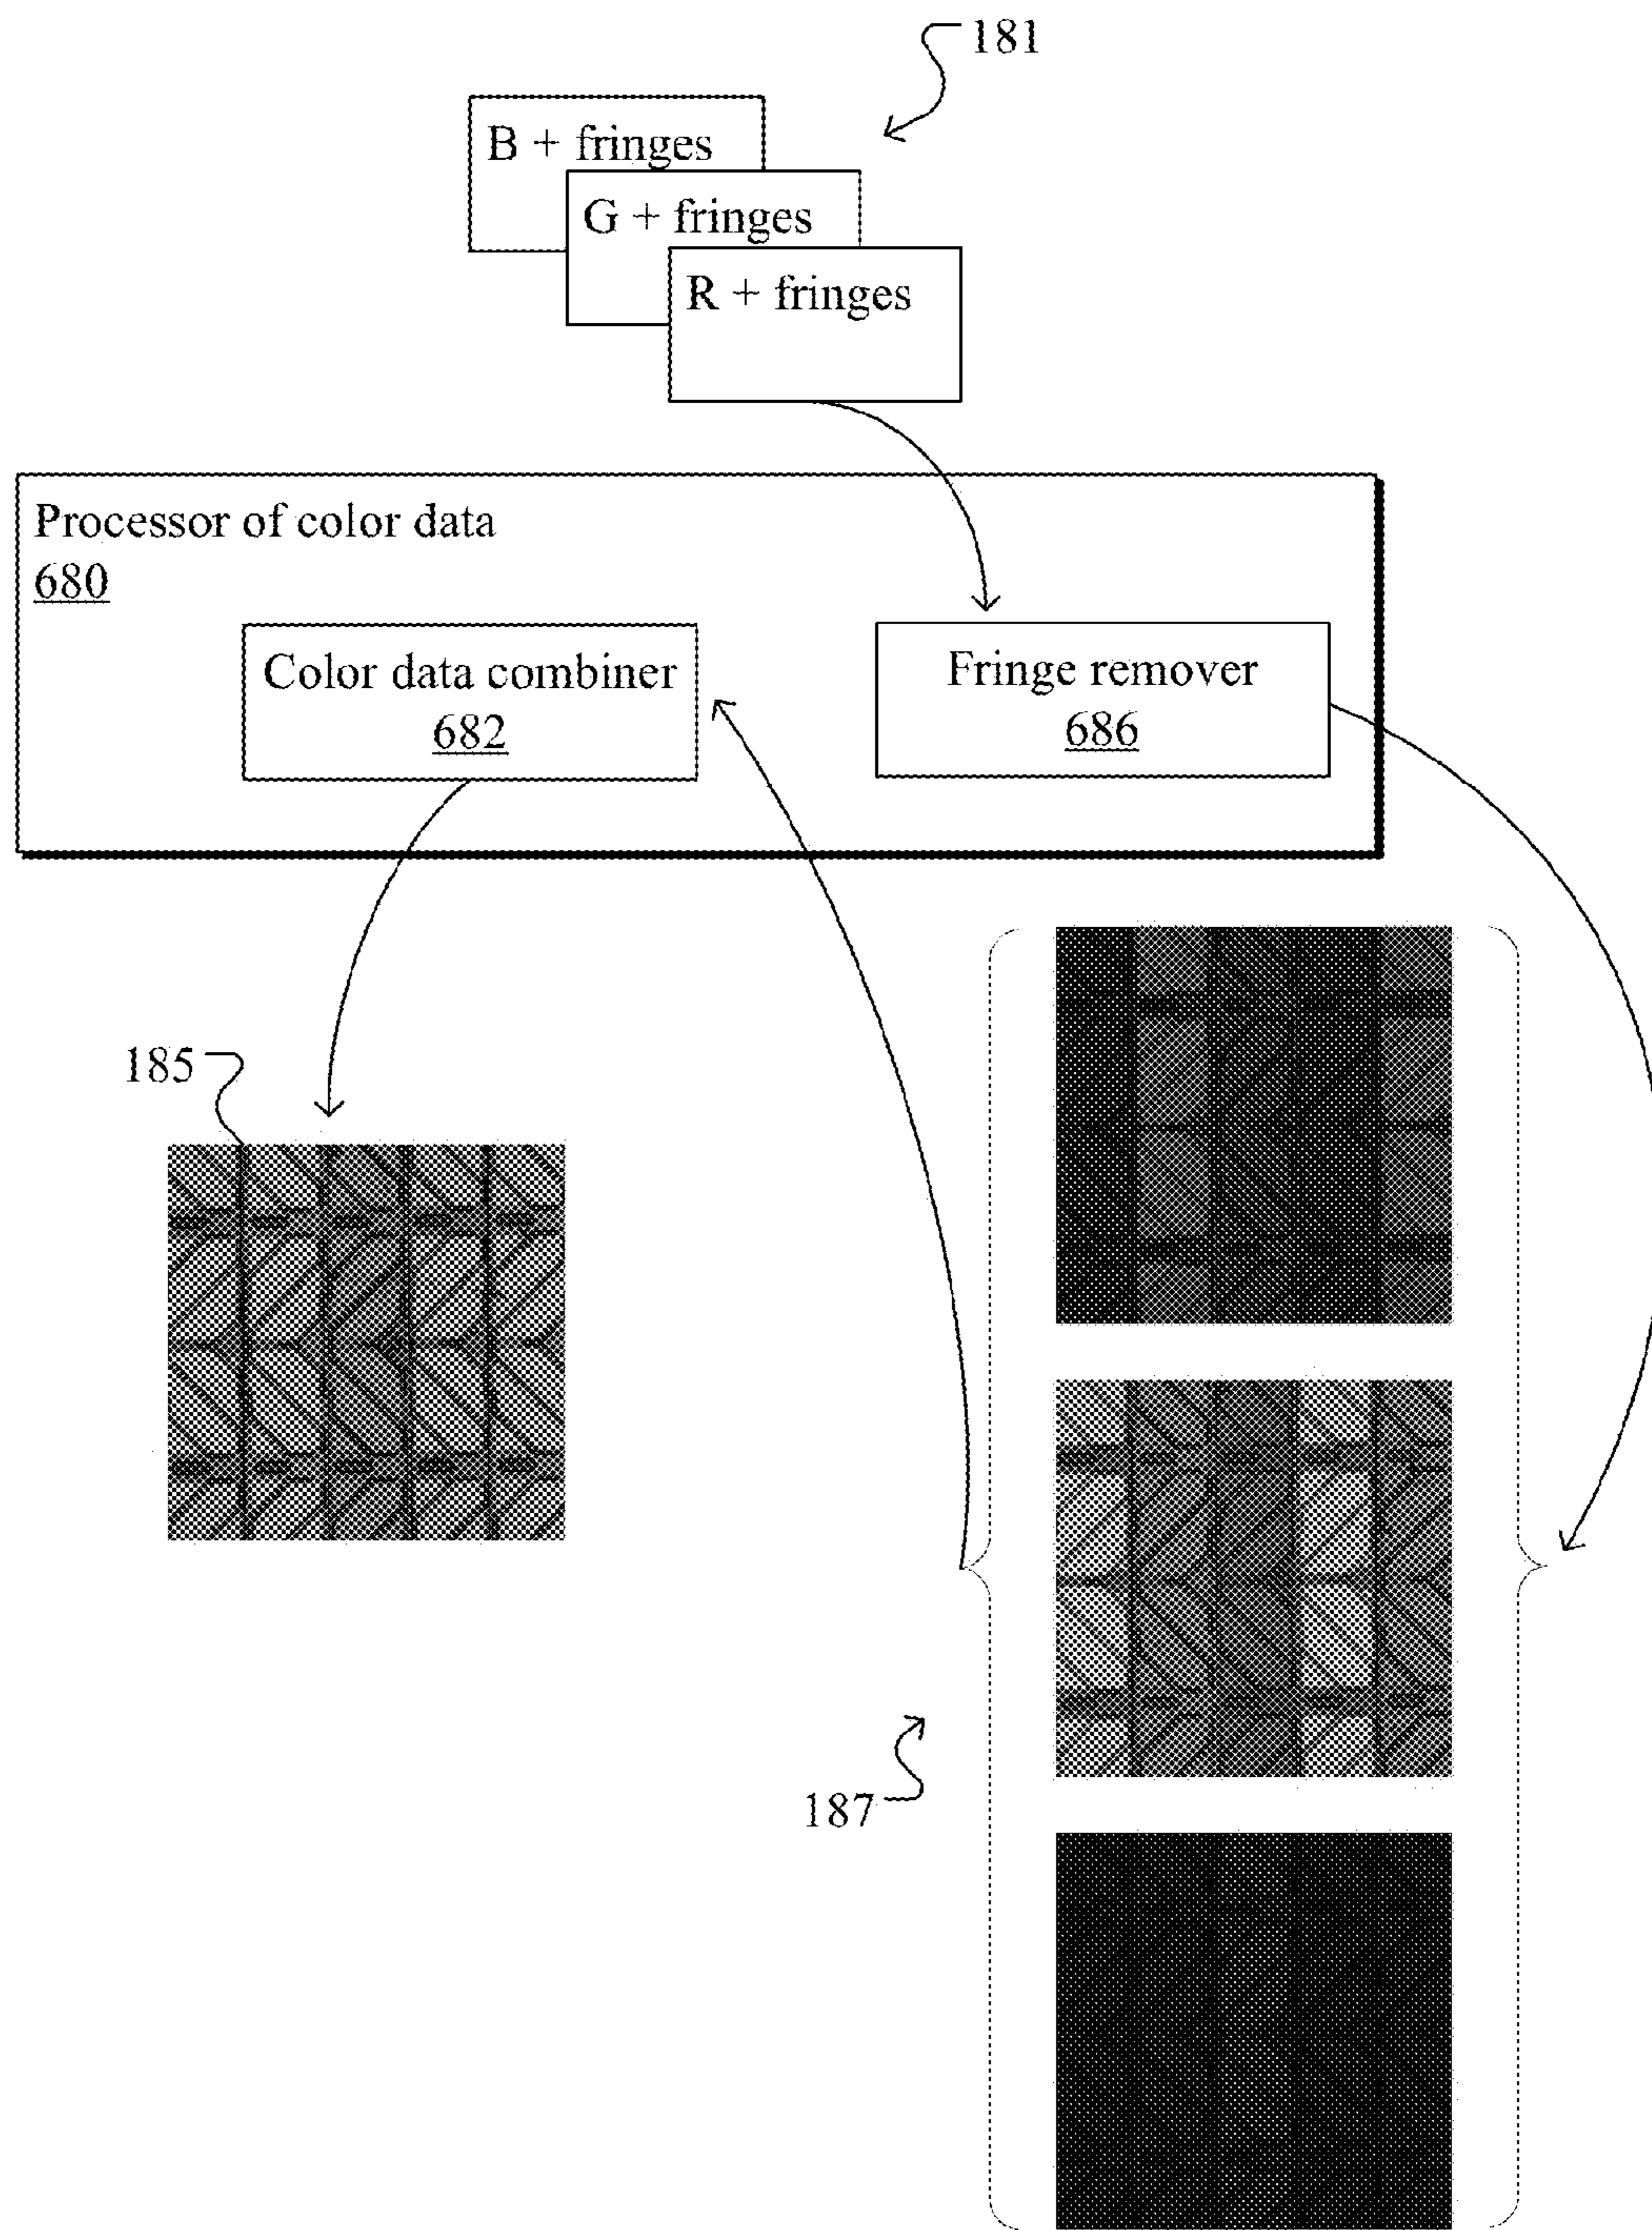 181
B + fringes
G + fringes
R + fringes
Processor of color data
680
Color data combiner
682
Fringe remover
686
185
187